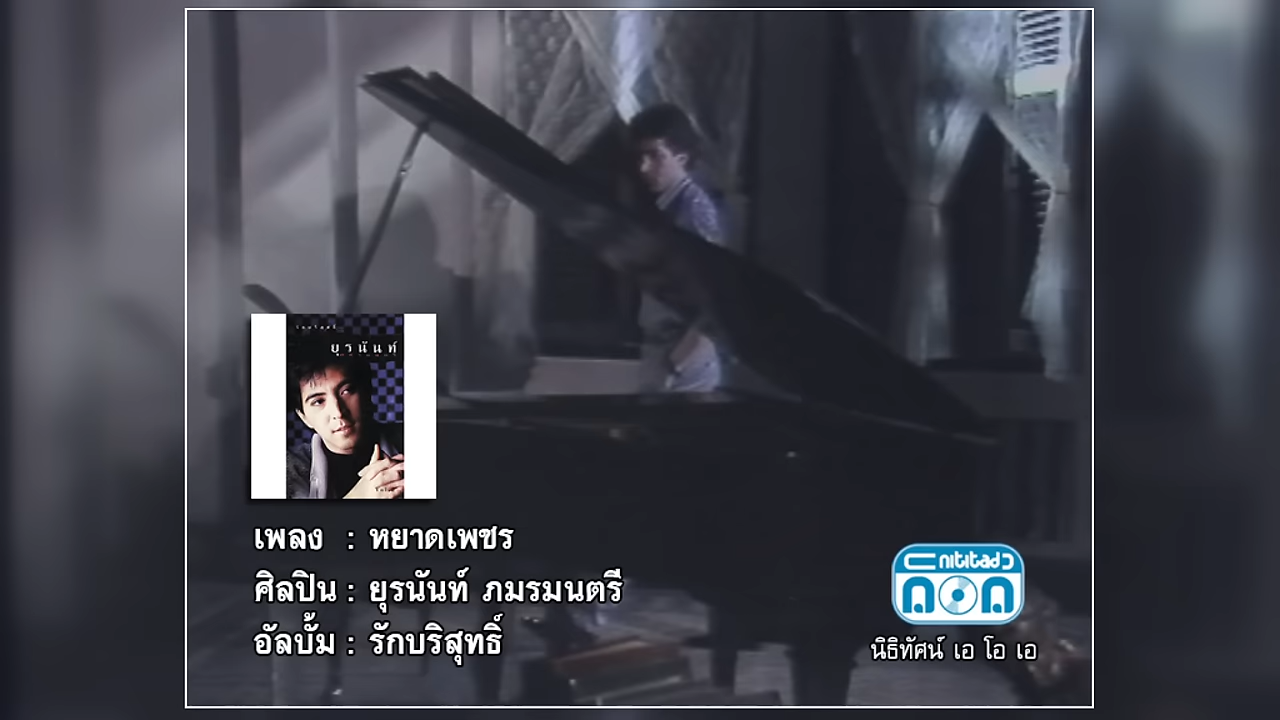 ยุรนันท์
เพลง : หยาดเพชร
ศิลปิน : ยุรนันท์ ภมรมนตรี
อัลบั้ม : รักบริสุทธิ์
nititad
นิธิทัศน์ เอ โอ เอ